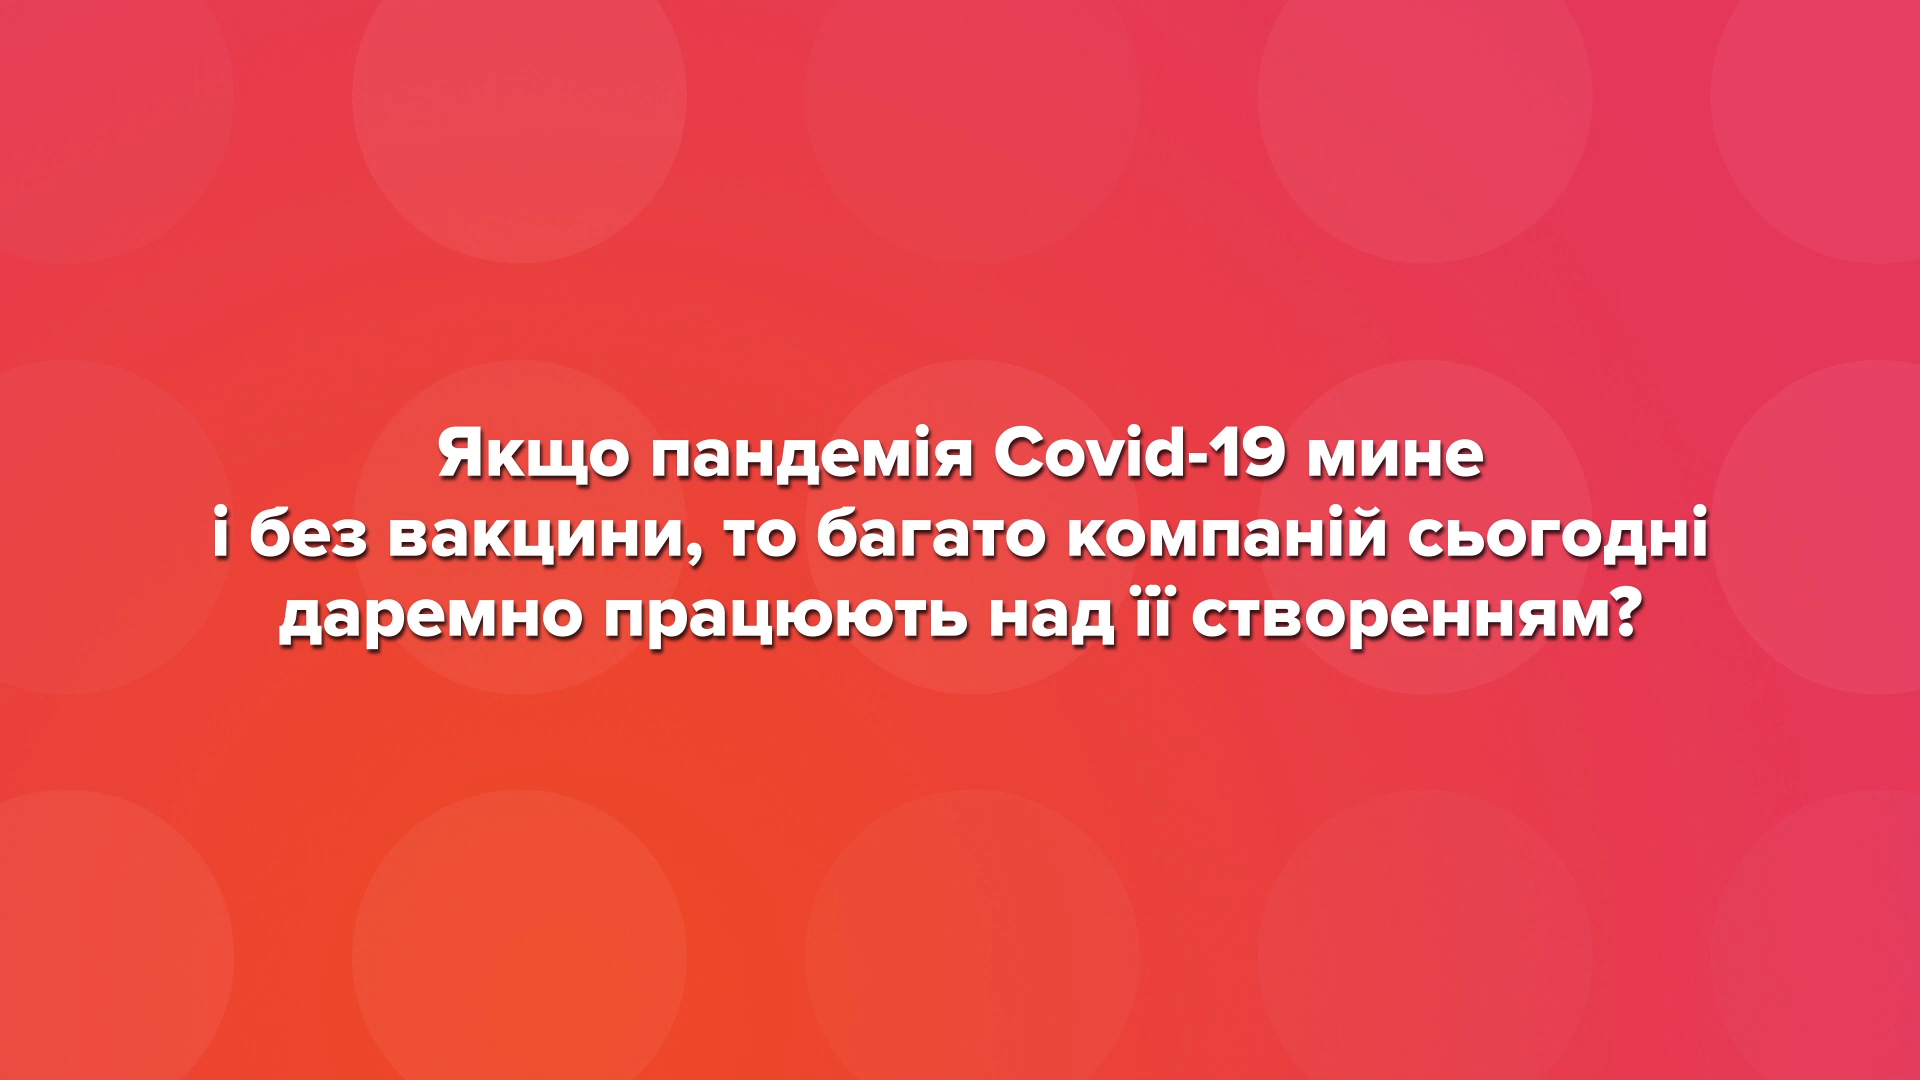 Якщо пандемія Covid-19 мине
і без вакцини, то багато компаній сьогодні
даремно працюють над її створенням?